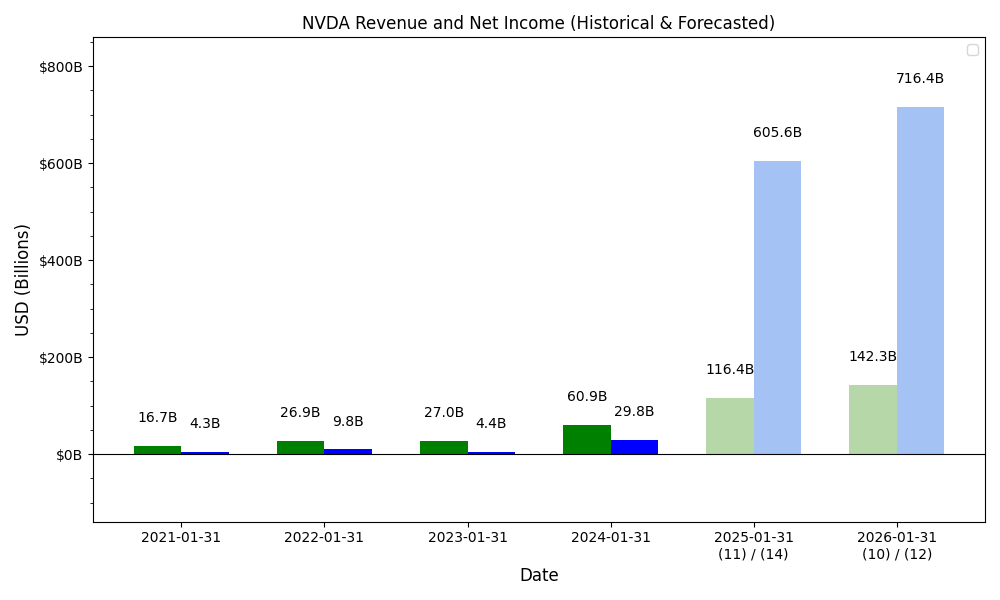 NVDA Revenue and Net Income (Historical & Forecasted)
$800B
716.4B
605.6B
$600B
USD (Billions)
$400B
$200B
142.3B
116.4B
60.9B
29.8B
26.9B
9.8B
27.0B
4.4B
16.7B
4.3B
$0B
2021-01-31
2022-01-31
2023-01-31
2024-01-31
2025-01-31
(11) / (14)
2026-01-31
(10) / (12)
Date